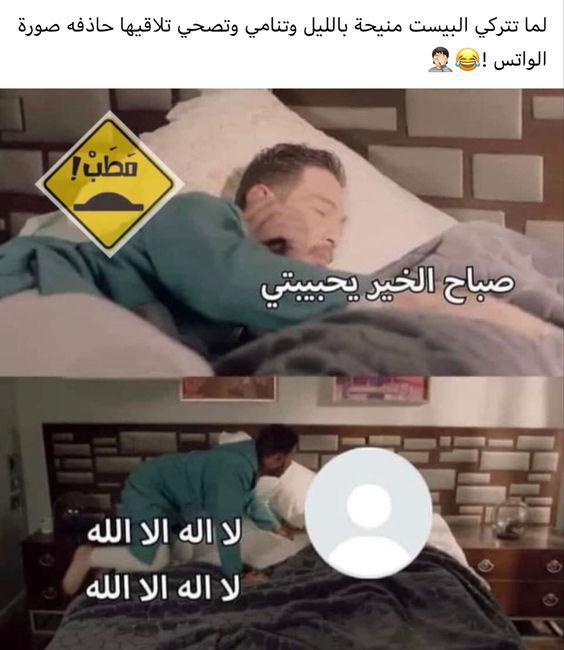 لما تتركي البيست منيحة بالليل وتنامي وتصحي تلاقيها حاذفه صورة
الواتس !😂🤦🏻‍♂️
مَطَبْ!
صباح الخير يحبيبتي
لا اله الا الله
لا اله الا الله